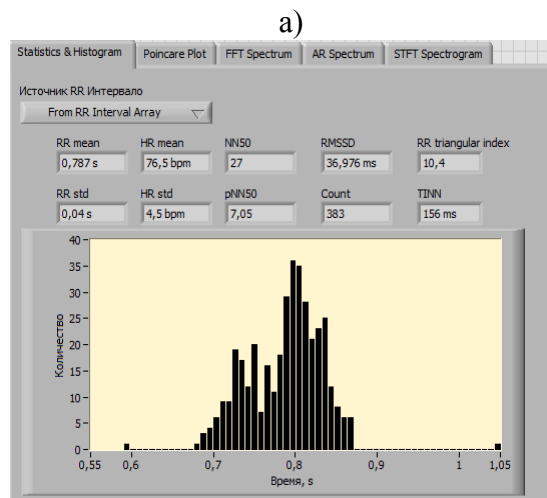 а)
Statistics & Histogram Poincare Plot FFT Spectrum AR Spectrum STFT Spectrogram
Источник RR Интервало
From RR Interval Array
RR mean HR mean NN50 RMSSD RR triangular index
0,787 s 76,5 bpm 27 36,976 ms 10,4
RR std HR std pNN50 Count TINN
0,04 s 4,5 bpm 7,05 383 156 ms
40
35
30
25
20
15
10
5
0
Количество
0,55 0,6 0,7 0,8 0,9 1 1,05
Время, s